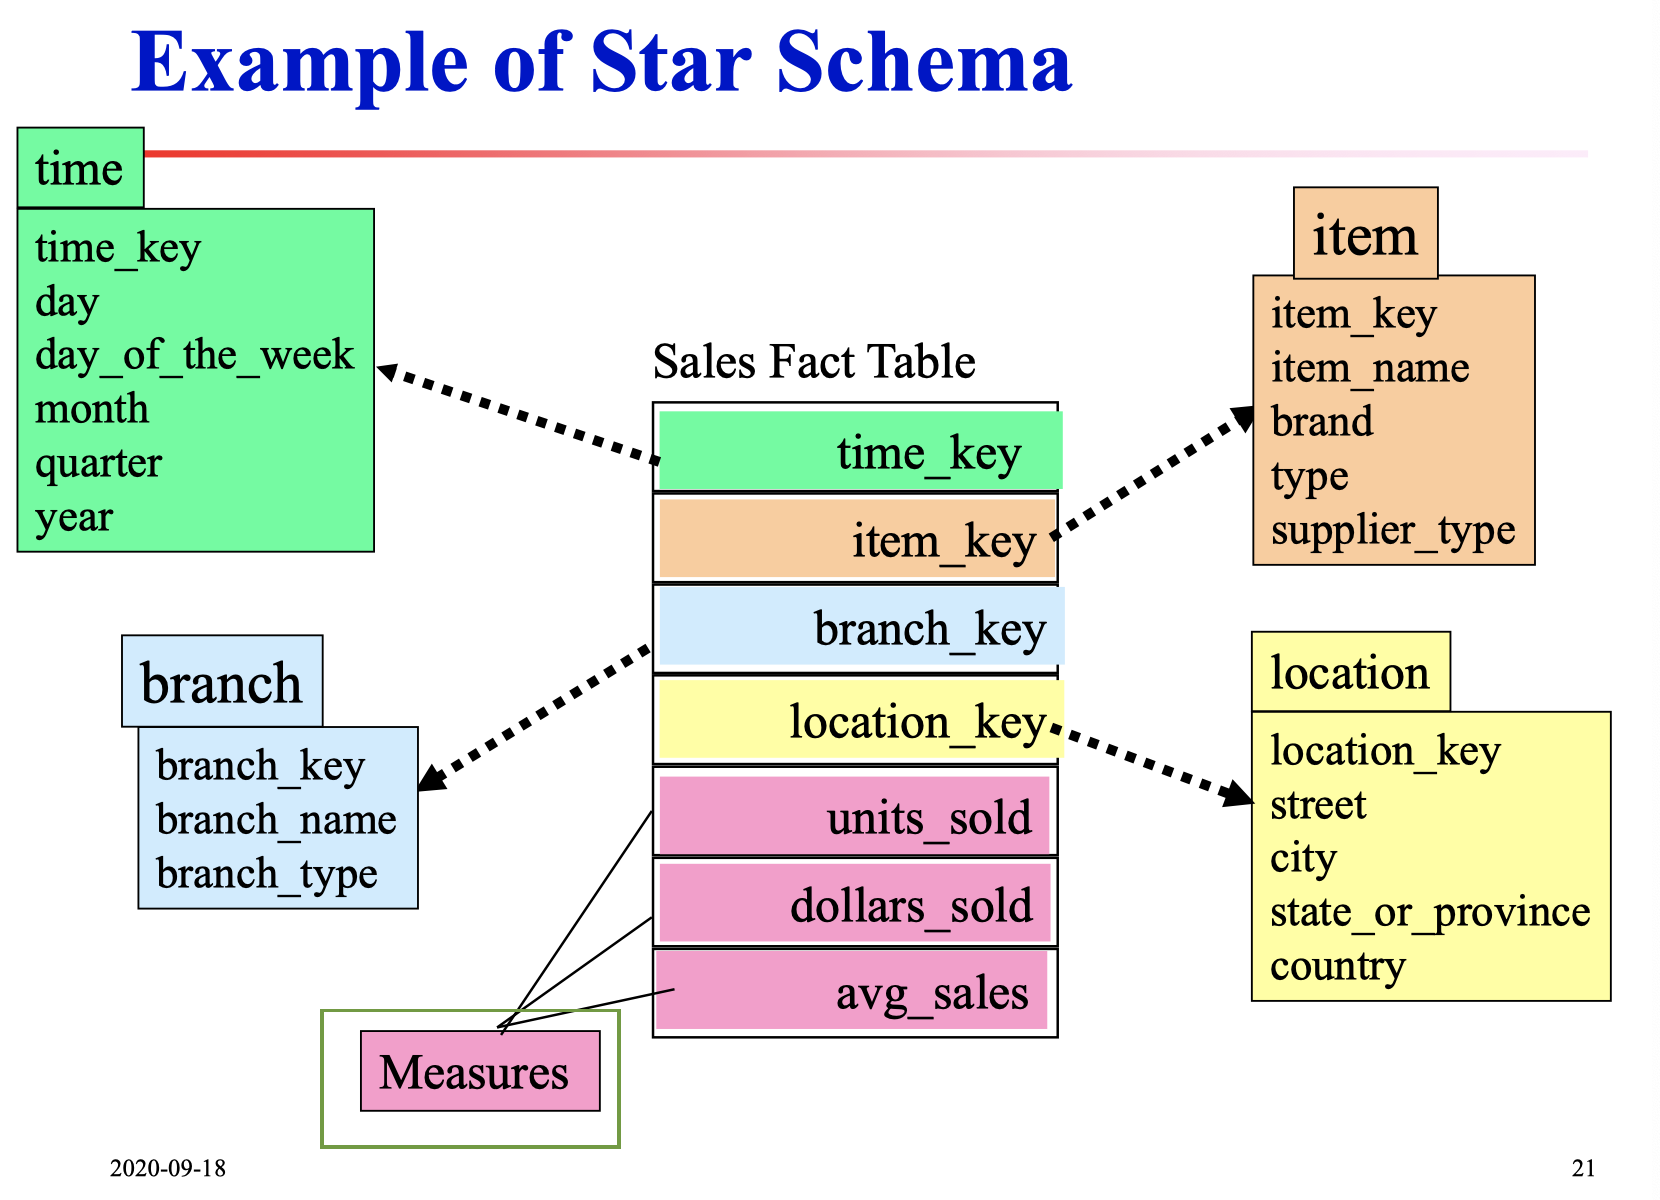 Example of Star Schema
time
time_key
day
day_of_the_week
month
quarter
year
item
item_key
item_name
brand
type
supplier_type
Sales Fact Table
time_key
item_key
branch_key
location_key
units_sold
dollars_sold
avg_sales
branch
branch_key
branch_name
branch_type
location
location_key
street
city
state_or_province
country
Measures
2020-09-18
21